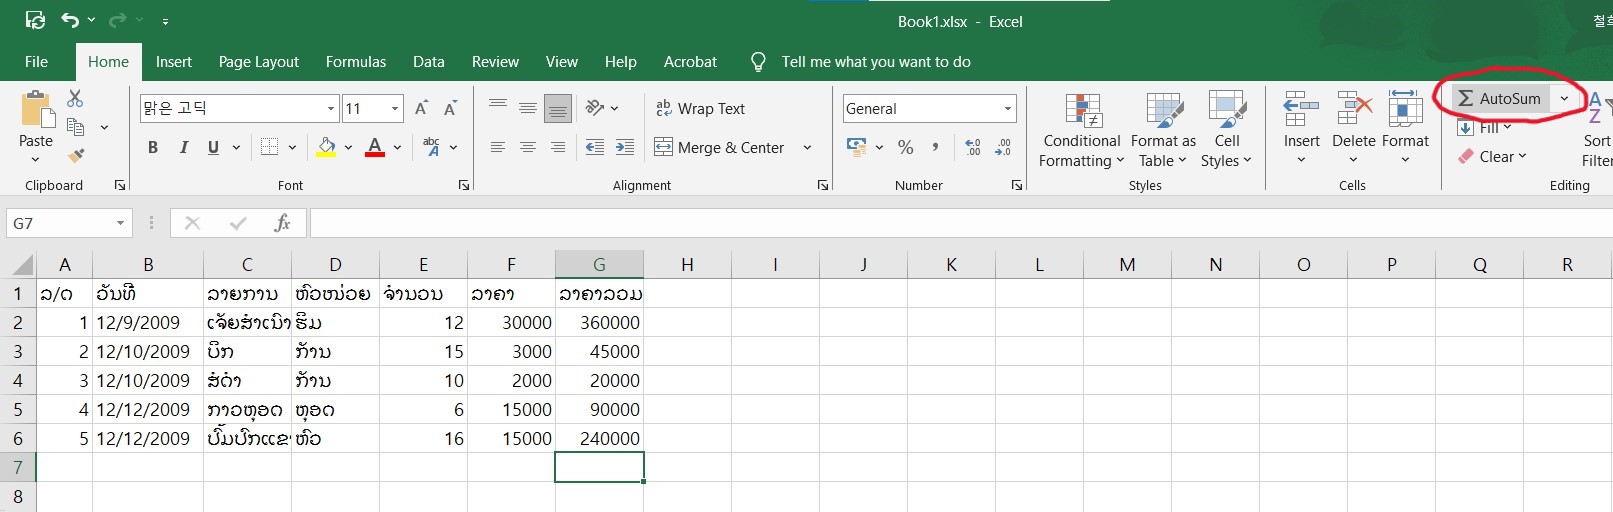 Book1.xlsx - Excel
File Home Insert Page Layout Formulas Data Review View Help Acrobat Tell me what you want to do
Paste
Clipboard
맑은 고딕 11
B I U abc
Font
ab Wrap Text
Merge & Center
Alignment
General
% ,
Number
Conditional Formatting
Format as Table
Cell Styles
Styles
Insert Delete Format
Cells
Σ AutoSum
Fill
Clear
Sort
Filter
Editing
G7 fx
A B C D E F G H I J K L M N O P Q R
1 ລ/ດ ວັນທີ ລາຍການ ຫົວໜ່ວຍ ຈຳນວນ ລາຄາ ລາຄາລວມ
2 1 12/9/2009 ເຈັຍສຳເນົາ ຮີມ 12 30000 360000
3 2 12/10/2009 ບິກ ກ້ານ 15 3000 45000
4 3 12/10/2009 ສໍດຳ ກ້ານ 10 2000 20000
5 4 12/12/2009 ກາວຫຼອດ ຫຼອດ 6 15000 90000
6 5 12/12/2009 ປຶ້ມປົກແຂ ຫົວ 16 15000 240000
7
8